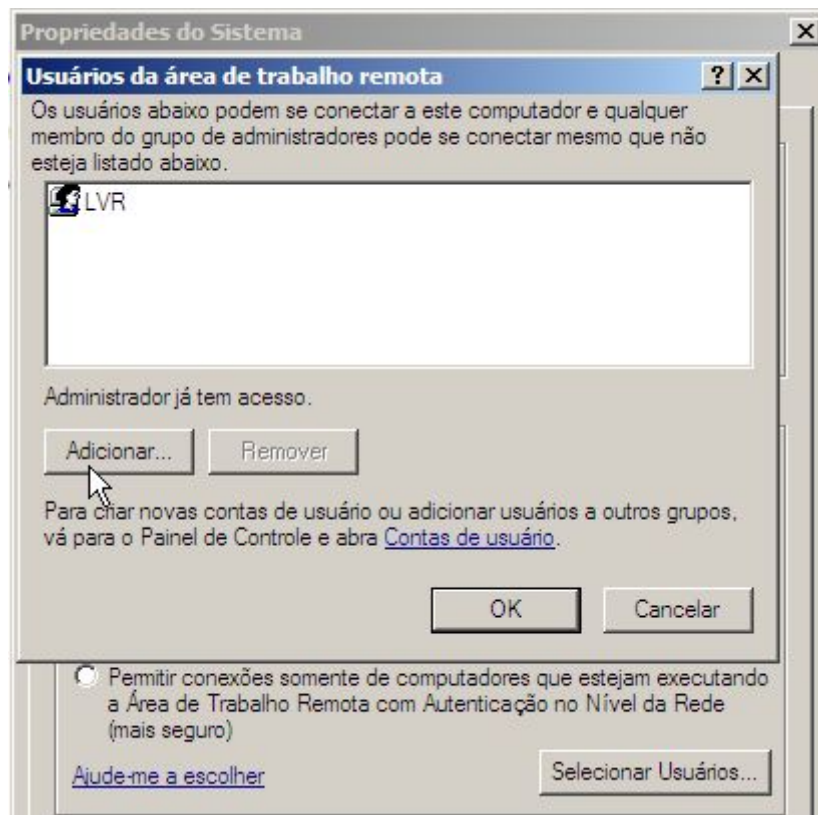 Propriedades do Sistema
Usuários da área de trabalho remota
Os usuários abaixo podem se conectar a este computador e qualquer
membro do grupo de administradores pode se conectar mesmo que não
esteja listado abaixo.
LVR
Administrador já tem acesso.
Adicionar...
Remover
Para criar novas contas de usuário ou adicionar usuários a outros grupos,
vá para o Painel de Controle e abra Contas de usuário.
OK
Cancelar
Permitir conexões somente de computadores que estejam executando
a Área de Trabalho Remota com Autenticação no Nível da Rede
(mais seguro)
Ajude-me a escolher
Selecionar Usuários...